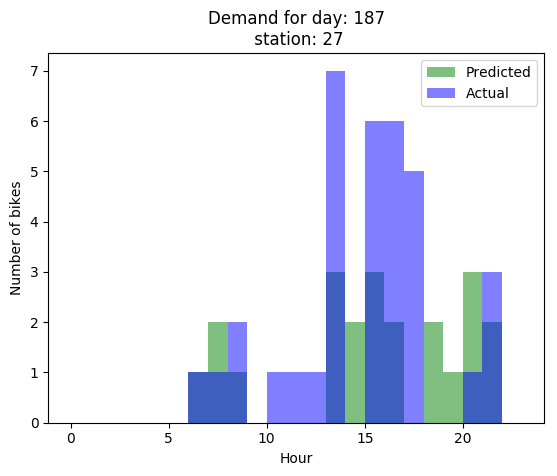 Demand for day: 187
station: 27
Predicted
Actual
Number of bikes
7
6
5
4
3
2
1
0
0
5
10
15
20
Hour